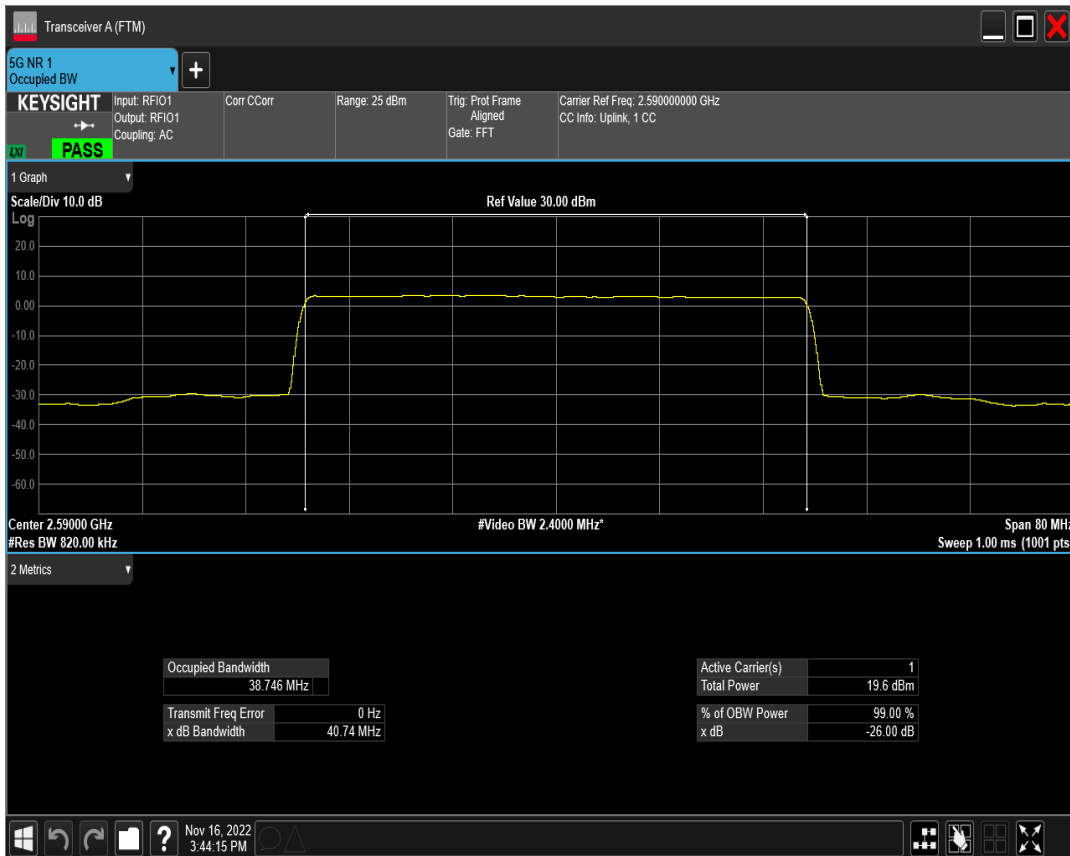 Transceiver A (FTM)
5G NR 1
Occupied BW
+
KEYSIGHT
LXI
PASS
Input: RFIO1
Output: RFIO1
Coupling: AC
Corr CCorr
Range: 25 dBm
Trig: Prot Frame
Aligned
Gate: FFT
Carrier Ref Freq: 2.590000000 GHz
CC Info: Uplink, 1 CC
1 Graph
Scale/Div 10.0 dB
Ref Value 30.00 dBm
Log
20.0
10.0
0.00
-10.0
-20.0
-30.0
-40.0
-50.0
-60.0
Center 2.59000 GHz
#Video BW 2.4000 MHz*
Span 80 MHz
#Res BW 820.00 kHz
Sweep 1.00 ms (1001 pts
2 Metrics
Occupied Bandwidth
38.746 MHz
Transmit Freq Error 0 Hz
x dB Bandwidth 40.74 MHz
Active Carrier(s) 1
Total Power 19.6 dBm
% of OBW Power 99.00 %
x dB -26.00 dB
?
Nov 16, 2022
3:44:15 PM